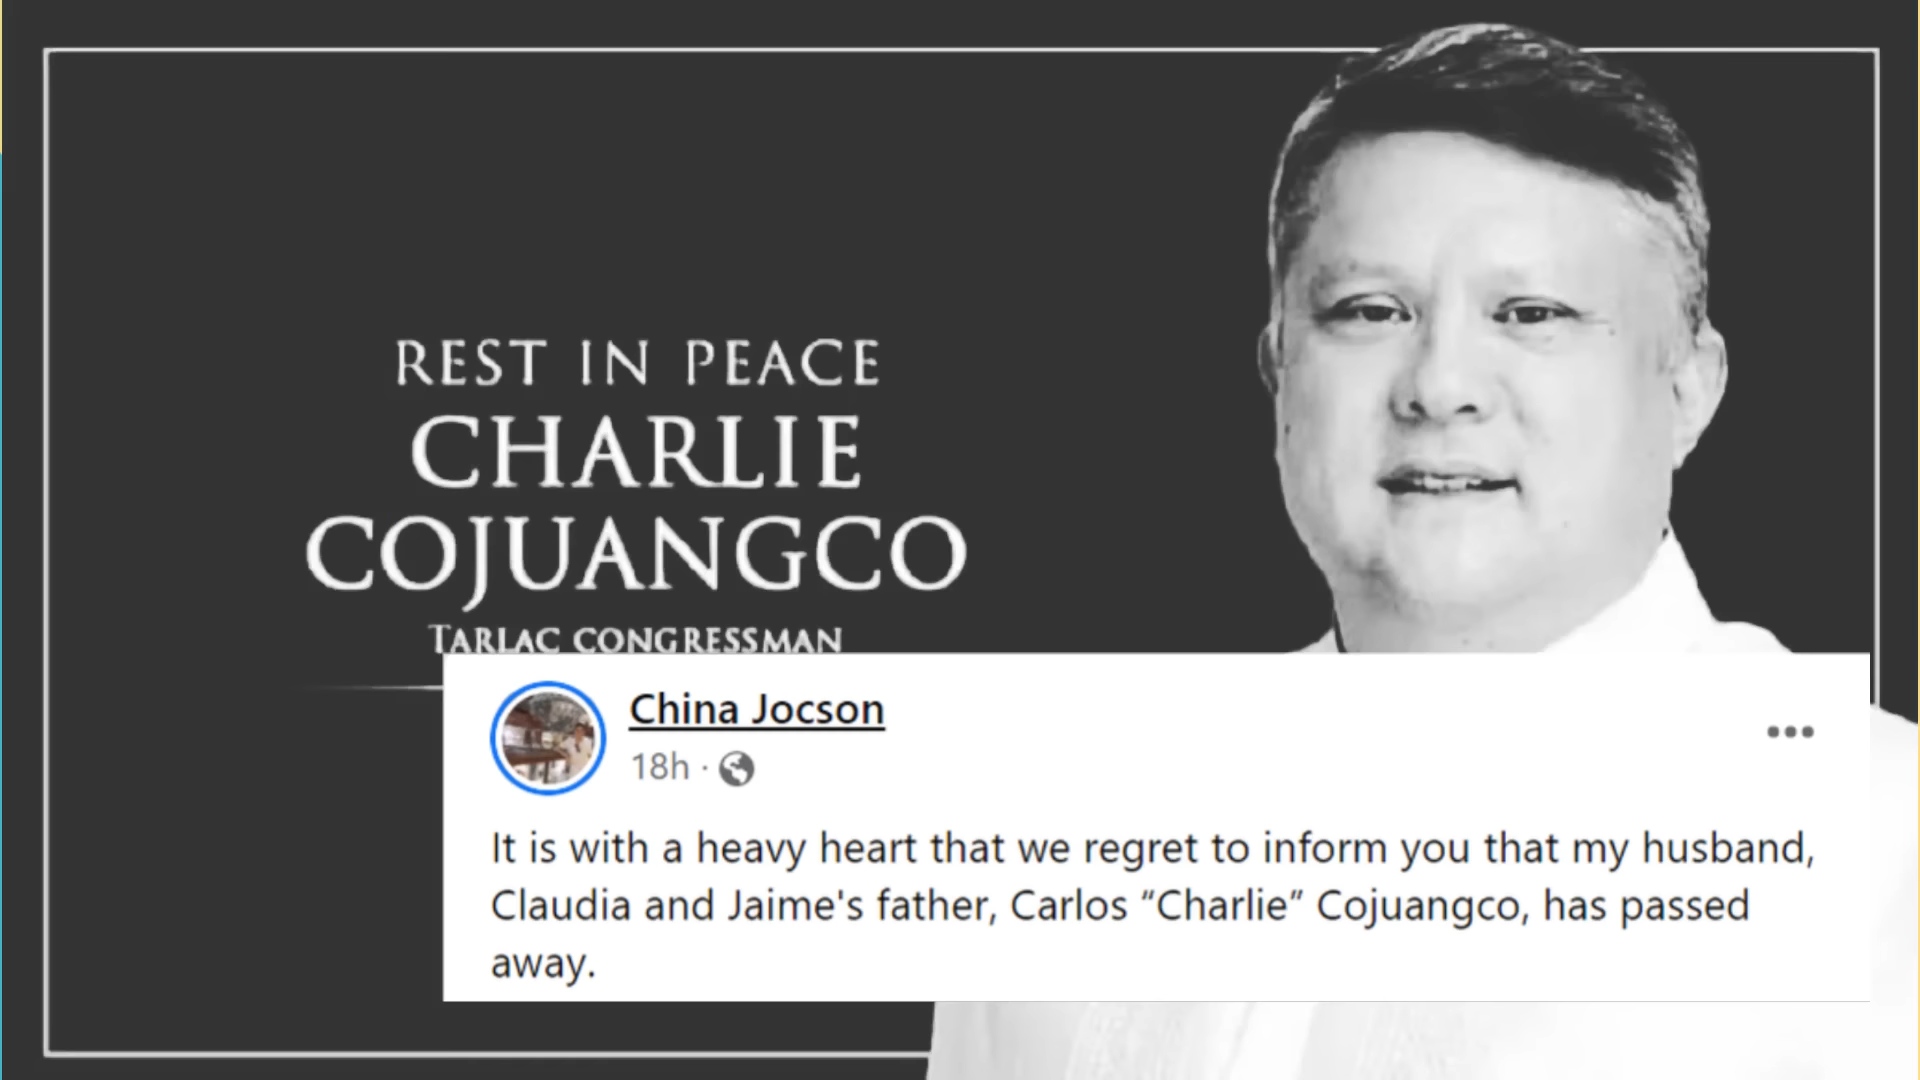 REST IN PEACE
CHARLIE
COJUANGCO
TARLAC CONGRESSMAN
China Jocson
18h ·
It is with a heavy heart that we regret to inform you that my husband,
Claudia and Jaime's father, Carlos “Charlie” Cojuangco, has passed
away.